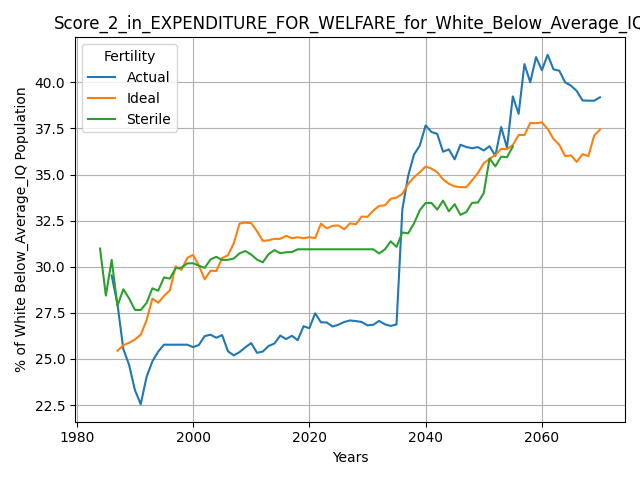 Score_2_in_EXPENDITURE_FOR_WELFARE_for_White_Below_Average_IQ
Fertility
Actual
Ideal
Sterile
40.0
37.5
35.0
32.5
30.0
27.5
25.0
22.5
% of White Below_Average_IQ Population
1980 2000 2020 2040 2060
Years